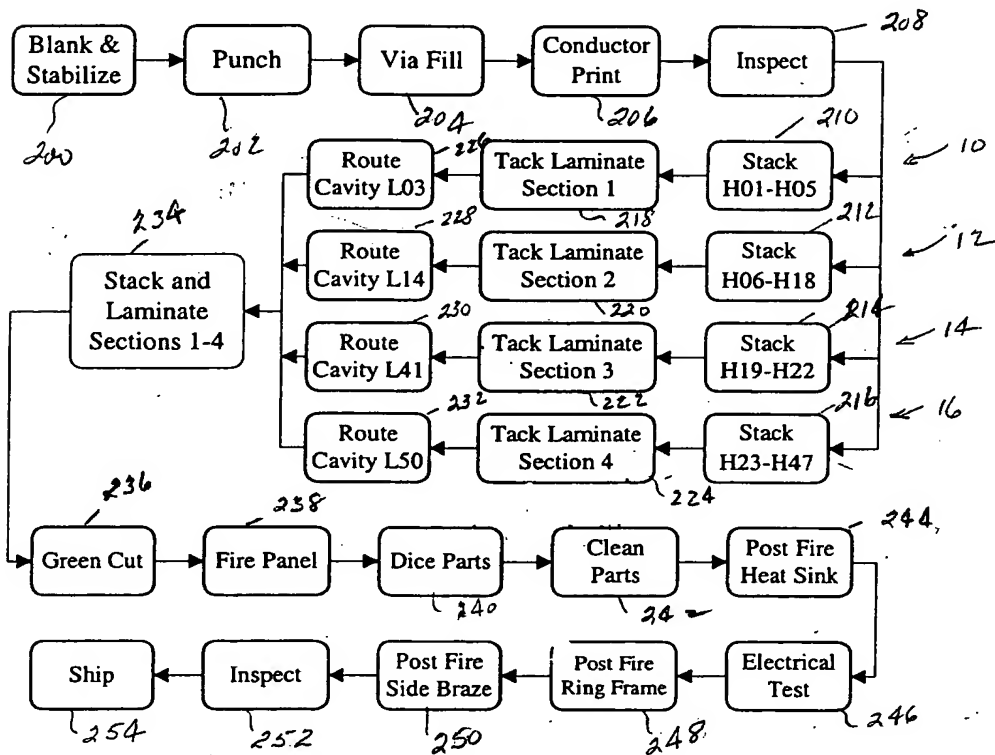 208
Blank &
Stabilize
Punch
Via Fill
Conductor
Print
Inspect
200
202
204
206
210
10
226
Route
Cavity L03
Tack Laminate
Section 1
Stack
H01-H05
218
234
228
212
12
Stack and
Laminate
Sections 1-4
Route
Cavity L14
Tack Laminate
Section 2
Stack
H06-H18
230
220
214
14
Route
Cavity L41
Tack Laminate
Section 3
Stack
H19-H22
232
222
216
16
Route
Cavity L50
Tack Laminate
Section 4
Stack
H23-H47
224
236
238
244
Green Cut
Fire Panel
Dice Parts
Clean
Parts
Post Fire
Heat Sink
240
242
Ship
Inspect
Post Fire
Side Braze
Post Fire
Ring Frame
Electrical
Test
254
252
250
248
246